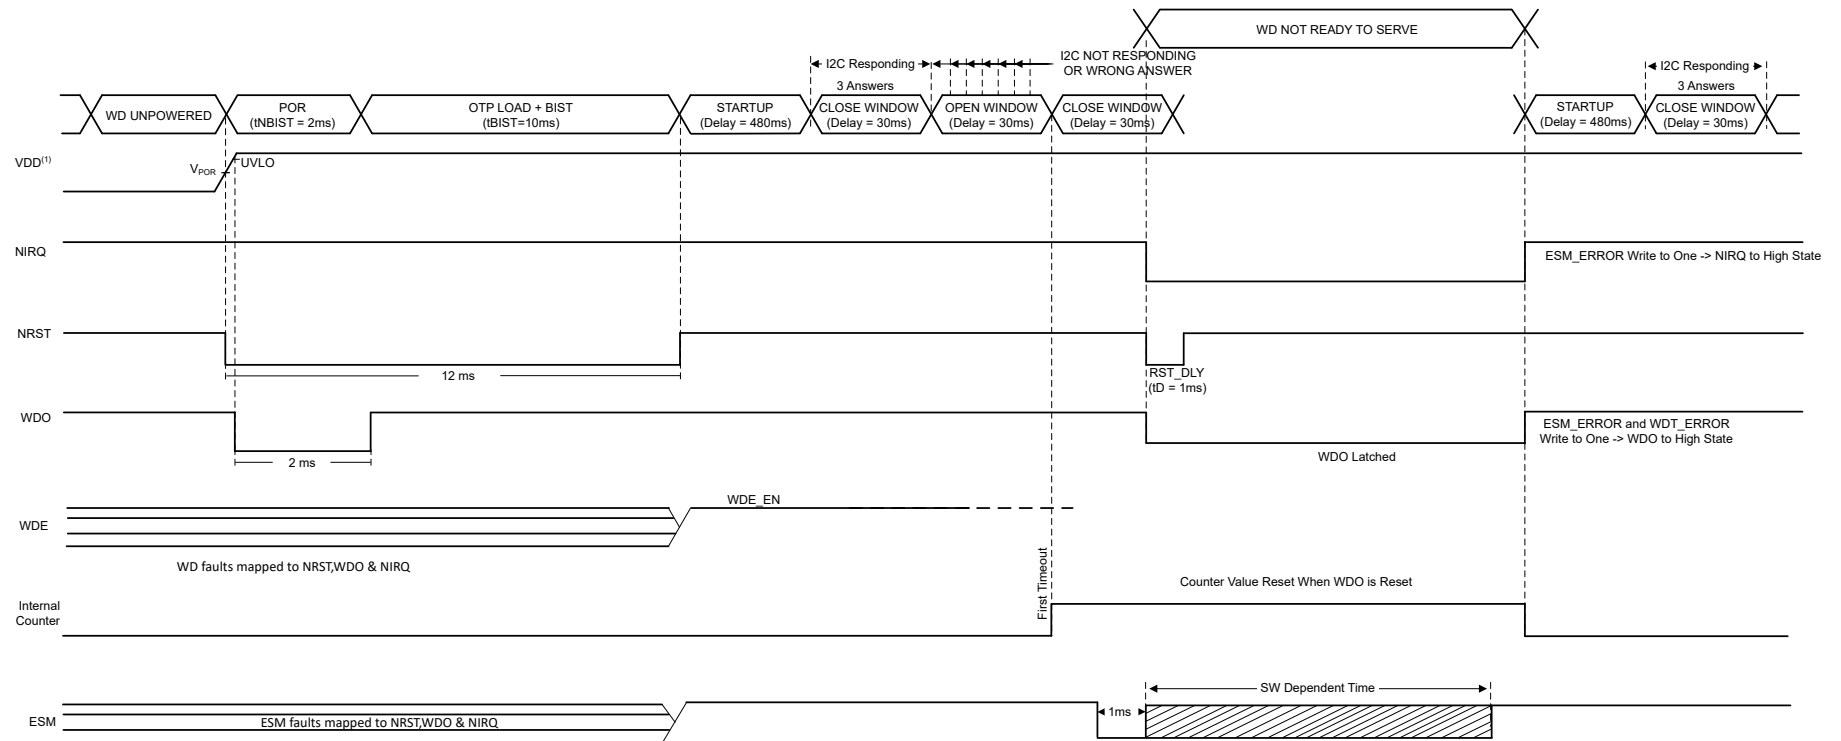 WD NOT READY TO SERVE
I2C Responding
I2C NOT RESPONDING
OR WRONG ANSWER
I2C Responding
3 Answers
3 Answers
WD UNPOWERED
POR
(tNBIST = 2ms)
OTP LOAD + BIST
(tBIST=10ms)
STARTUP
(Delay = 480ms)
CLOSE WINDOW
(Delay = 30ms)
OPEN WINDOW
(Delay = 30ms)
CLOSE WINDOW
(Delay = 30ms)
STARTUP
(Delay = 480ms)
CLOSE WINDOW
(Delay = 30ms)
VDD(1)
VPOR
UVLO
NIRQ
ESM_ERROR Write to One -> NIRQ to High State
NRST
12 ms
RST_DLY
(tD = 1ms)
WDO
2 ms
WDO Latched
ESM_ERROR and WDT_ERROR
Write to One -> WDO to High State
WDE
WDE_EN
WD faults mapped to NRST,WDO & NIRQ
First Timeout
Internal
Counter
Counter Value Reset When WDO is Reset
ESM
ESM faults mapped to NRST,WDO & NIRQ
1ms
SW Dependent Time